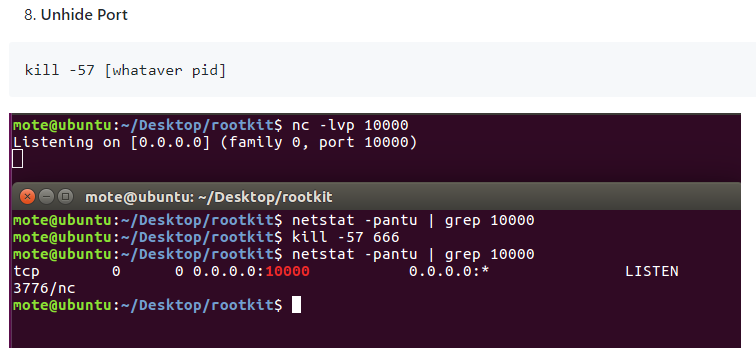 8. Unhide Port
kill -57 [whataver pid]
mote@ubuntu:~/Desktop/rootkit$ nc -lvp 10000
Listening on [0.0.0.0] (family 0, port 10000)
mote@ubuntu: ~/Desktop/rootkit
mote@ubuntu:~/Desktop/rootkit$ netstat -pantu | grep 10000
mote@ubuntu:~/Desktop/rootkit$ kill -57 666
mote@ubuntu:~/Desktop/rootkit$ netstat -pantu | grep 10000
tcp 0 0 0.0.0.0:10000 0.0.0.0:* LISTEN
3776/nc
mote@ubuntu:~/Desktop/rootkit$